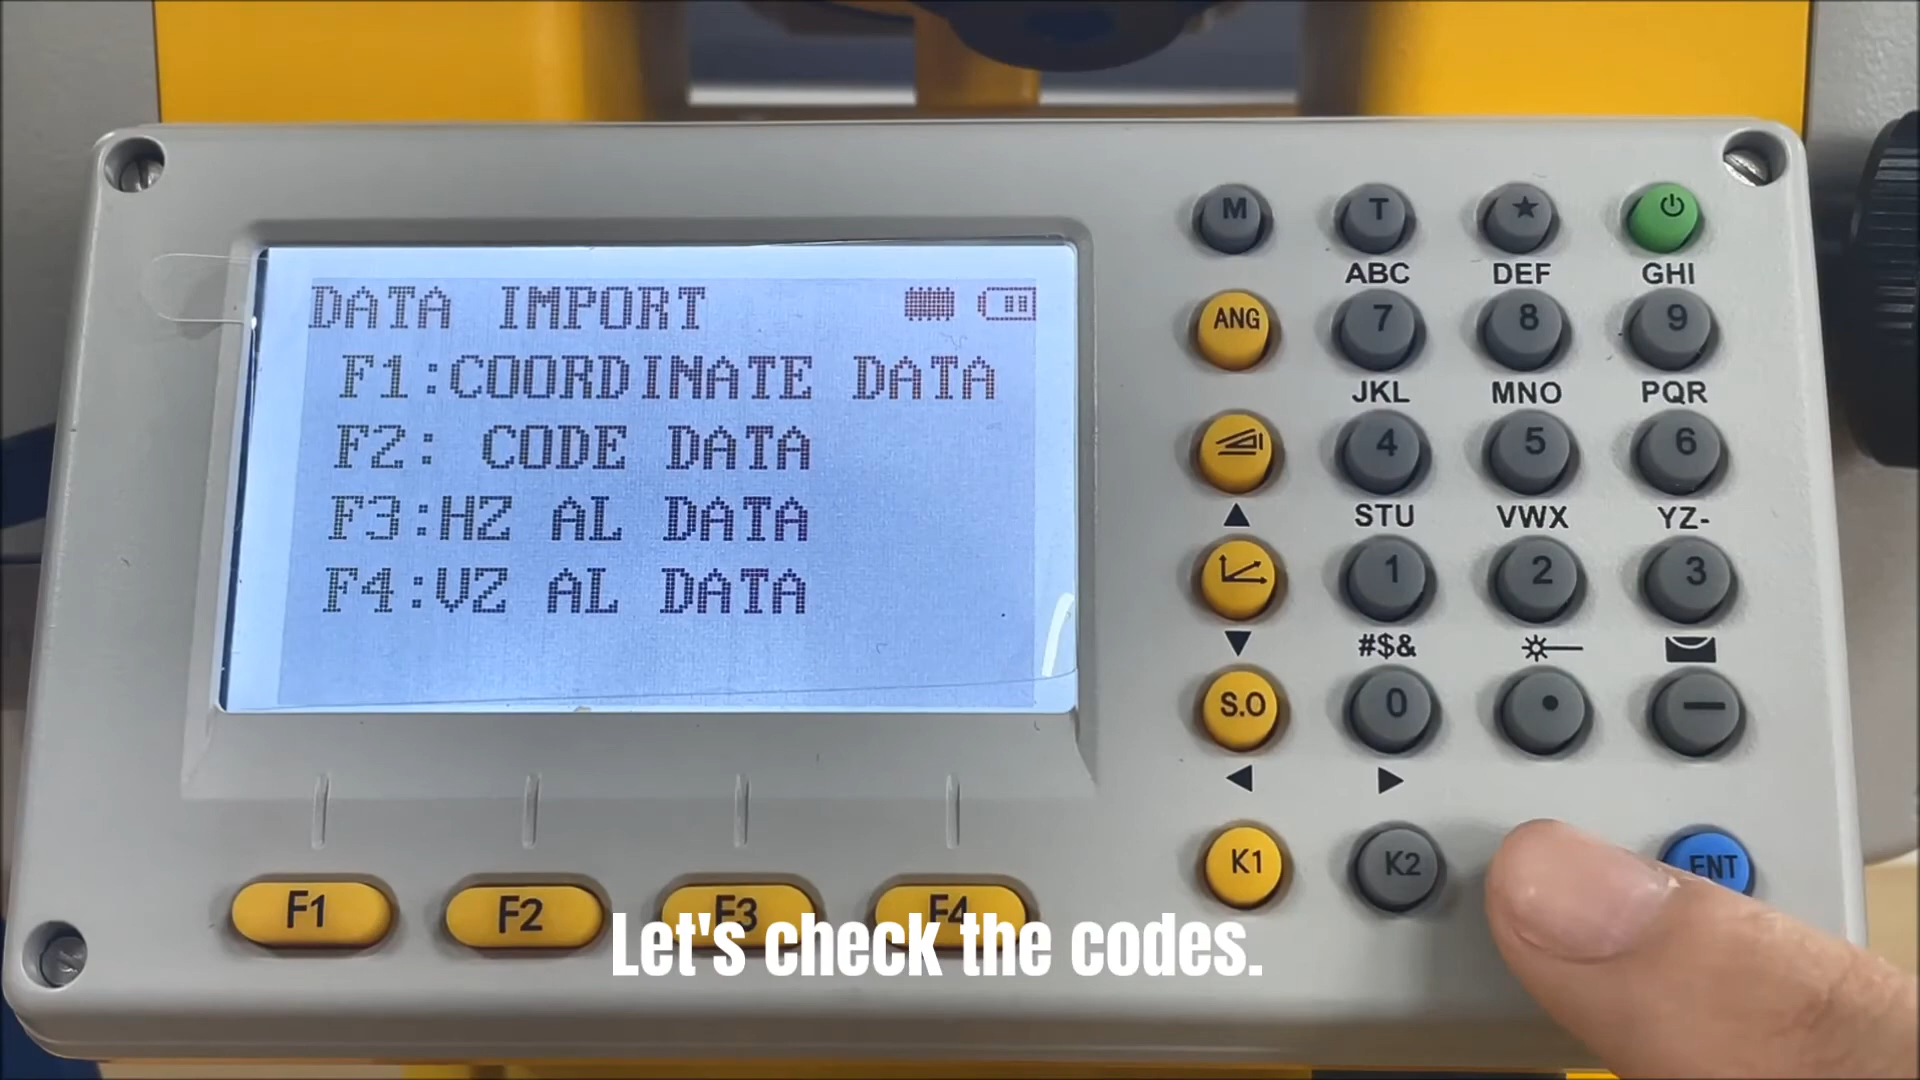 DATA IMPORT
F1:COORDINATE DATA
F2: CODE DATA
F3:HZ AL DATA
F4:VZ AL DATA
M T ★
ABC DEF GHI
ANG 7 8 9
JKL MNO PQR
4 5 6
▲ STU VWX YZ-
1 2 3
▼ #$&
S.O 0 • —
◀ ▶
K1 K2 ENT
F1 F2 F3 F4
Let's check the codes.